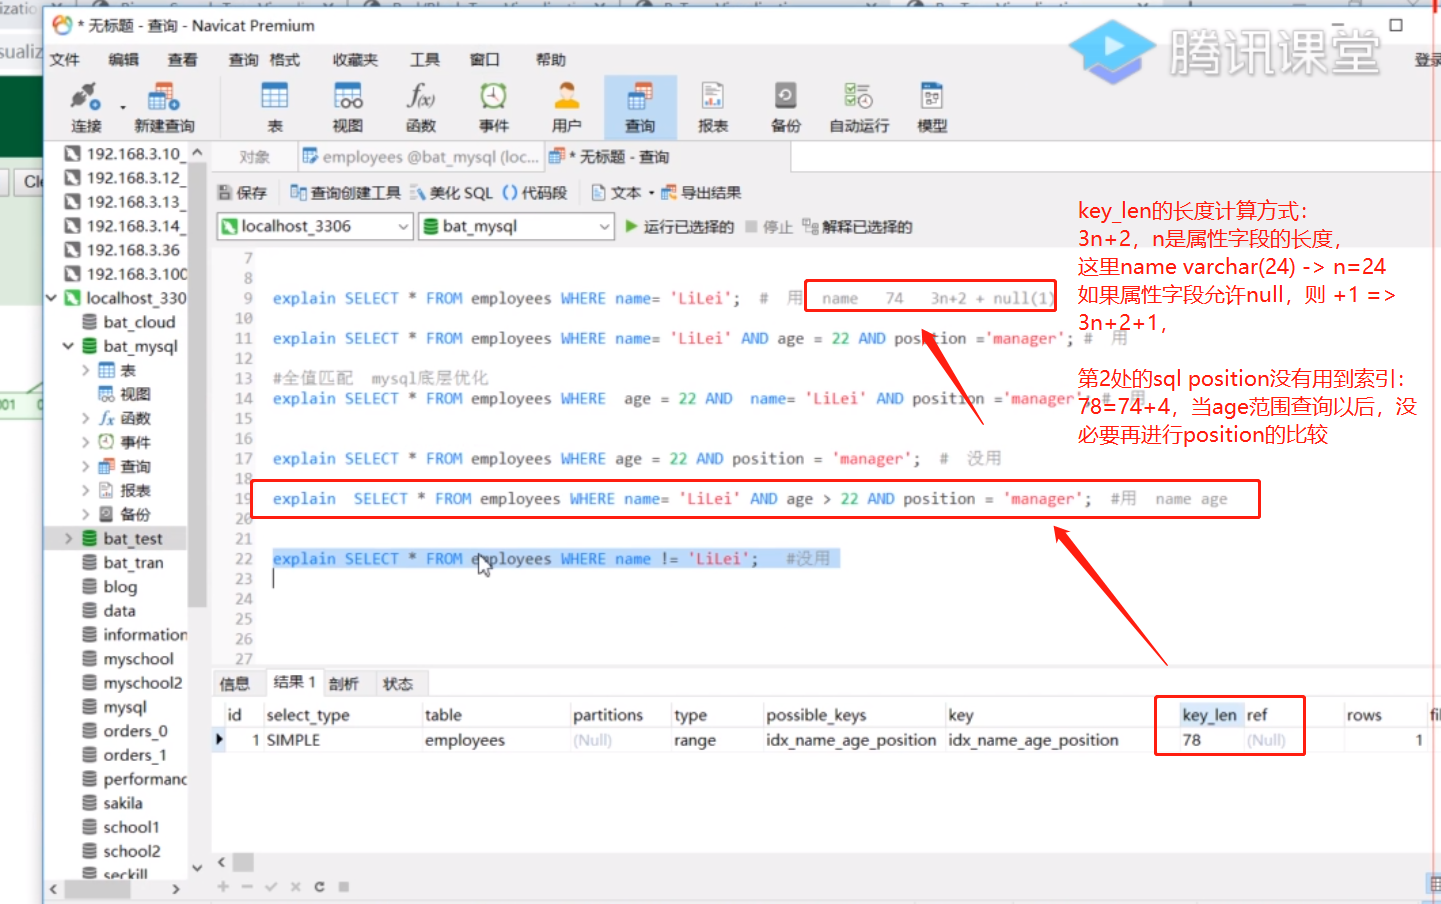 * 无标题 - 查询 - Navicat Premium
腾讯课堂
文件 编辑 查看 查询 格式 收藏夹 工具 窗口 帮助
连接 新建查询 表 视图 函数 事件 用户 查询 报表 备份 自动运行 模型
对象 employees @bat_mysql (loc... * 无标题 - 查询
保存 查询创建工具 美化 SQL () 代码段 文本 导出结果
localhost_3306 bat_mysql 运行已选择的 停止 解释已选择的
192.168.3.10_
192.168.3.12_
192.168.3.13_
192.168.3.14_
192.168.3.36
192.168.3.100
localhost_330
bat_cloud
bat_mysql
表
视图
函数
事件
查询
报表
备份
bat_test
bat_tran
blog
data
information
myschool
myschool2
mysql
orders_0
orders_1
performanc
sakila
school1
school2
seckill
7
8
9 explain SELECT * FROM employees WHERE name= 'LiLei'; # 用 name 74 3n+2 + null(1)
10
11 explain SELECT * FROM employees WHERE name= 'LiLei' AND age = 22 AND position ='manager'; # 用
12
13 #全值匹配 mysql底层优化
14 explain SELECT * FROM employees WHERE age = 22 AND name= 'LiLei' AND position ='manager'; # 用
15
16
17 explain SELECT * FROM employees WHERE age = 22 AND position = 'manager'; # 没用
18
19 explain SELECT * FROM employees WHERE name= 'LiLei' AND age > 22 AND position = 'manager'; #用 name age
20
21
22 explain SELECT * FROM employees WHERE name != 'LiLei'; #没用
23
24
25
26
27
key_len的长度计算方式：
3n+2，n是属性字段的长度，
这里name varchar(24) -> n=24
如果属性字段允许null，则 +1 =>
3n+2+1，
第2处的sql position没有用到索引：
78=74+4，当age范围查询以后，没
必要再进行position的比较
信息 结果 1 剖析 状态
id select_type table partitions type possible_keys key key_len ref rows
1 SIMPLE employees (Null) range idx_name_age_position idx_name_age_position 78 (Null) 1